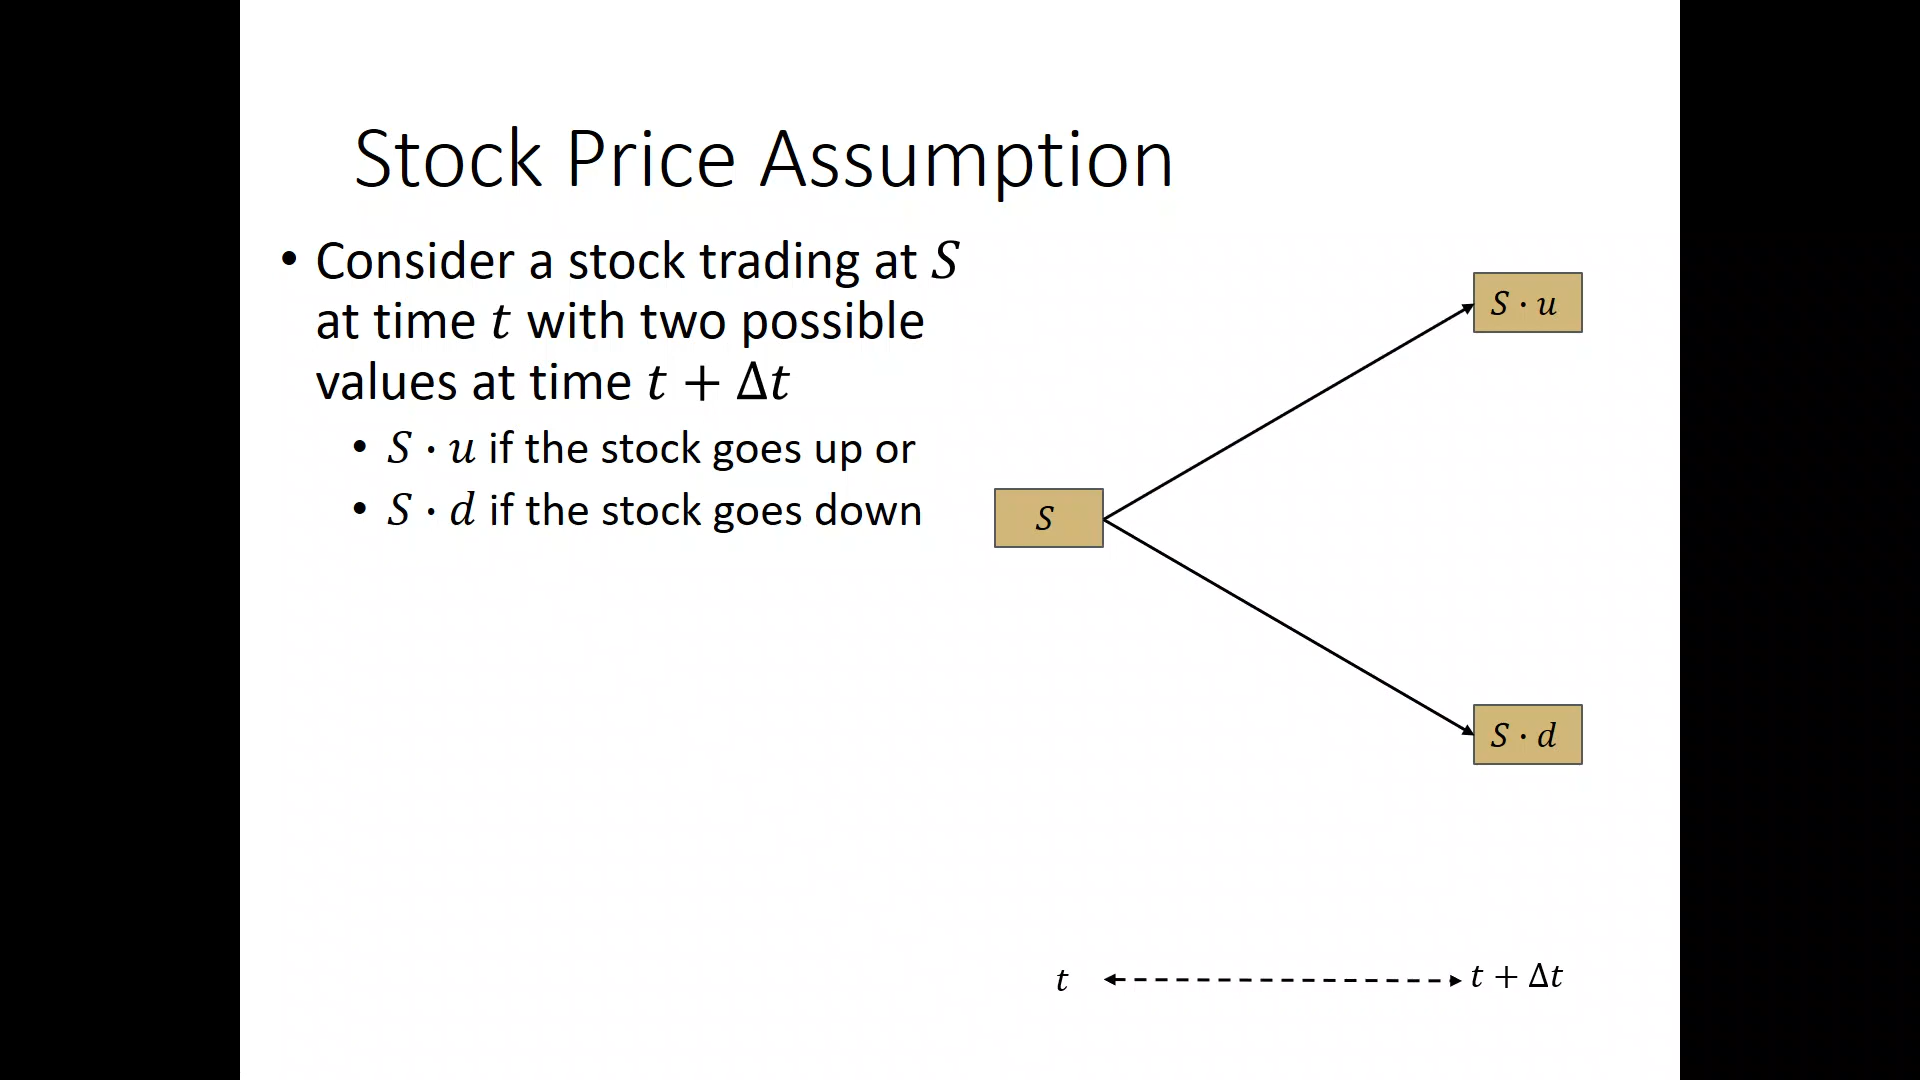 Stock Price Assumption
• Consider a stock trading at S
at time t with two possible
values at time t + Δt
• S · u if the stock goes up or
• S · d if the stock goes down
S · u
S
S · d
t
t + Δt